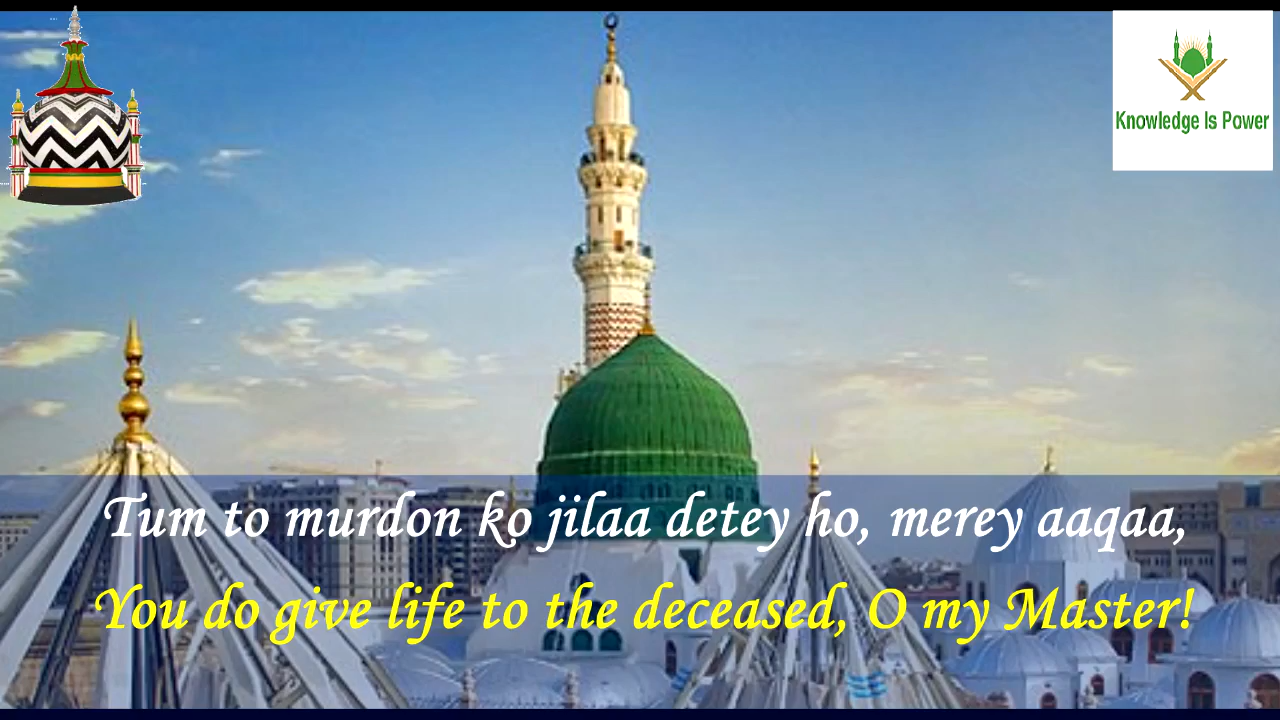 Knowledge Is Power
Tum to murdon ko jilaa detey ho, merey aaqaa,
You do give life to the deceased, O my Master!